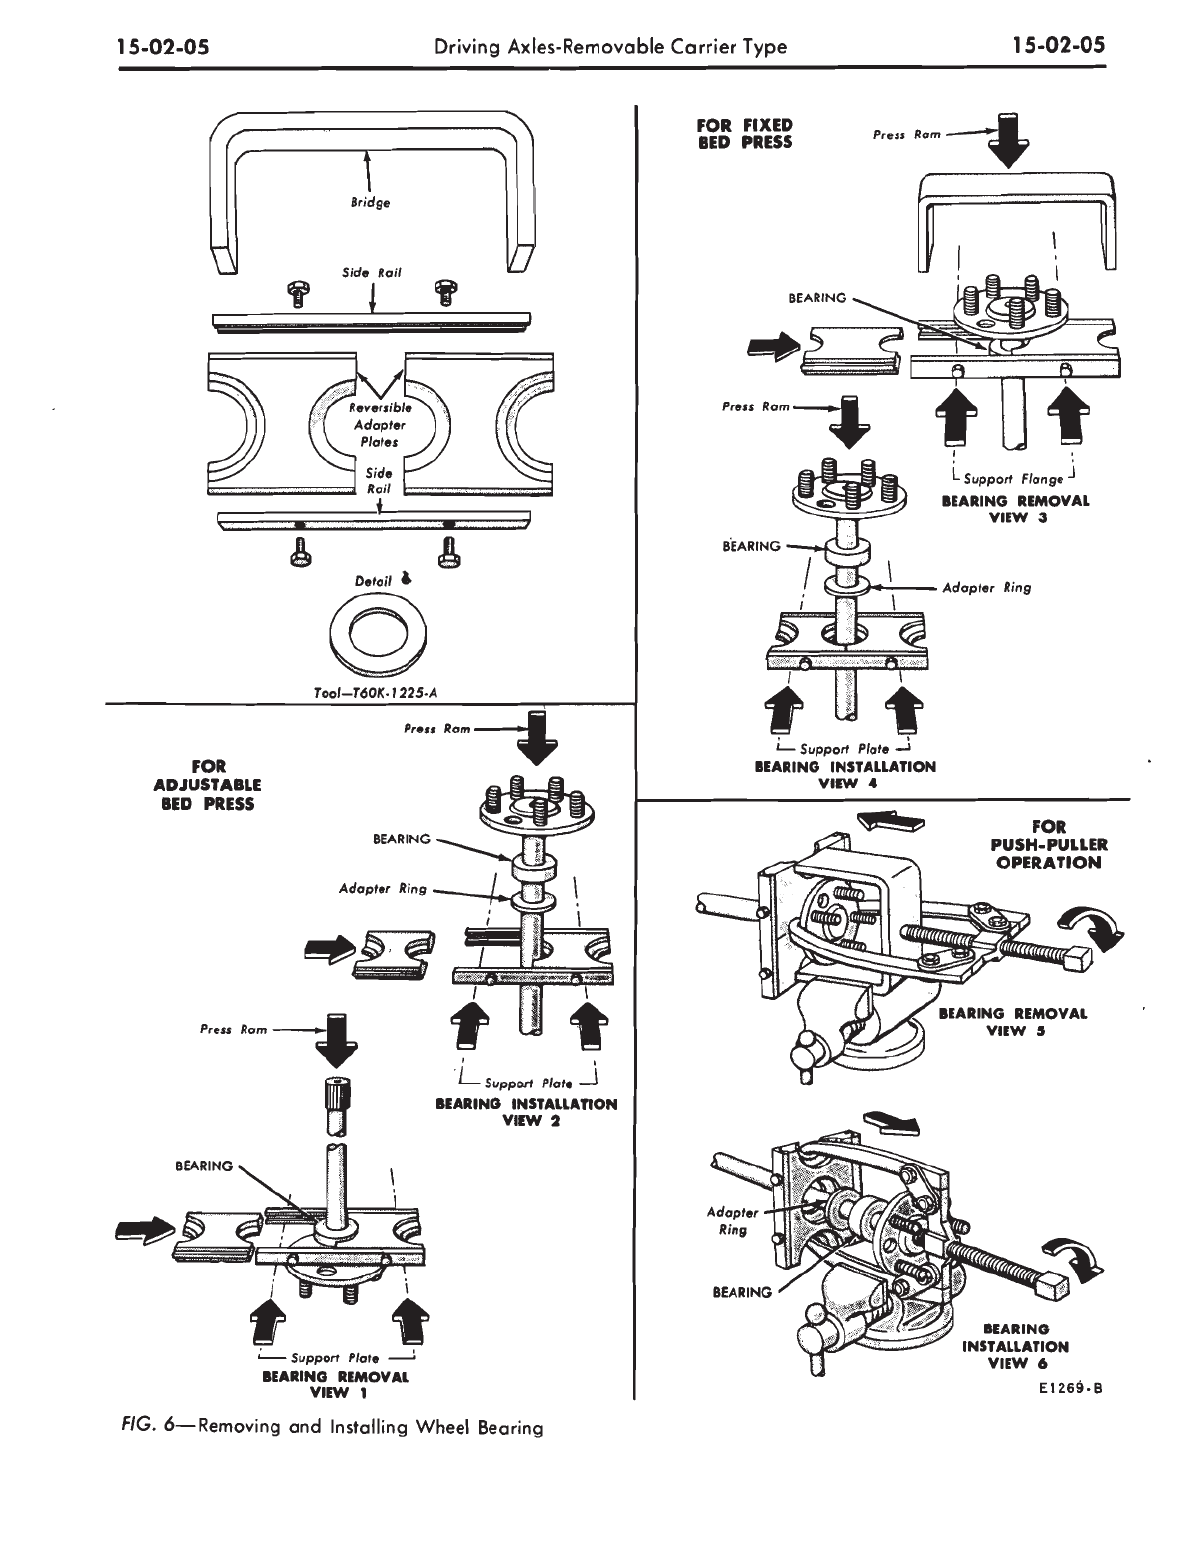 15-02-05
Driving Axles-Removable Carrier Type
15-02-05
Bridge
Side Rail
Reversible
Adapter
Plates
Side
Rail
Detail
Tool—T60K-1225-A
FOR FIXED
BED PRESS
Press Ram
BEARING
Support Flange
BEARING REMOVAL
VIEW 3
Press Ram
BEARING
Adapter Ring
Support Plate
BEARING INSTALLATION
VIEW 4
FOR
ADJUSTABLE
BED PRESS
Press Ram
BEARING
Adapter Ring
Support Plate
BEARING INSTALLATION
VIEW 2
Press Ram
BEARING
Support Plate
BEARING REMOVAL
VIEW 1
FOR
PUSH-PULLER
OPERATION
BEARING REMOVAL
VIEW 5
Adapter
Ring
BEARING
BEARING
INSTALLATION
VIEW 6
E1269-B
FIG. 6—Removing and Installing Wheel Bearing